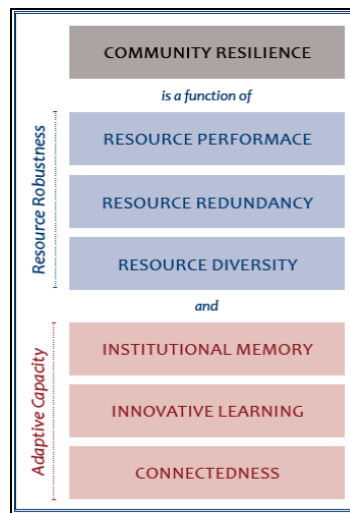 COMMUNITY RESILIENCE
is a function of
Resource Robustness
RESOURCE PERFORMACE
RESOURCE REDUNDANCY
RESOURCE DIVERSITY
and
Adaptive Capacity
INSTITUTIONAL MEMORY
INNOVATIVE LEARNING
CONNECTEDNESS